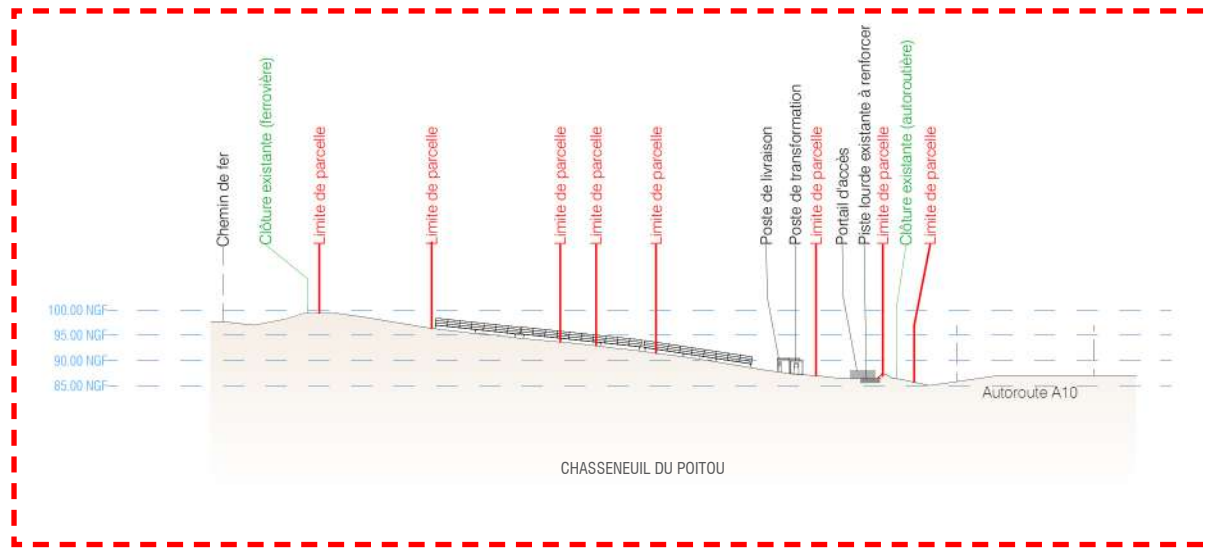 Chemin de fer
Clôture existante (ferrovière)
Limite de parcelle
Limite de parcelle
Limite de parcelle
Limite de parcelle
Limite de parcelle
Poste de livraison
Poste de transformation
Limite de parcelle
Portail d'accès
Piste lourde existante à renforcer
Limite de parcelle
Clôture existante (autoroutière)
Limite de parcelle
100.00 NGF
95.00 NGF
90.00 NGF
85.00 NGF
Autoroute A10
CHASSENEUIL DU POITOU